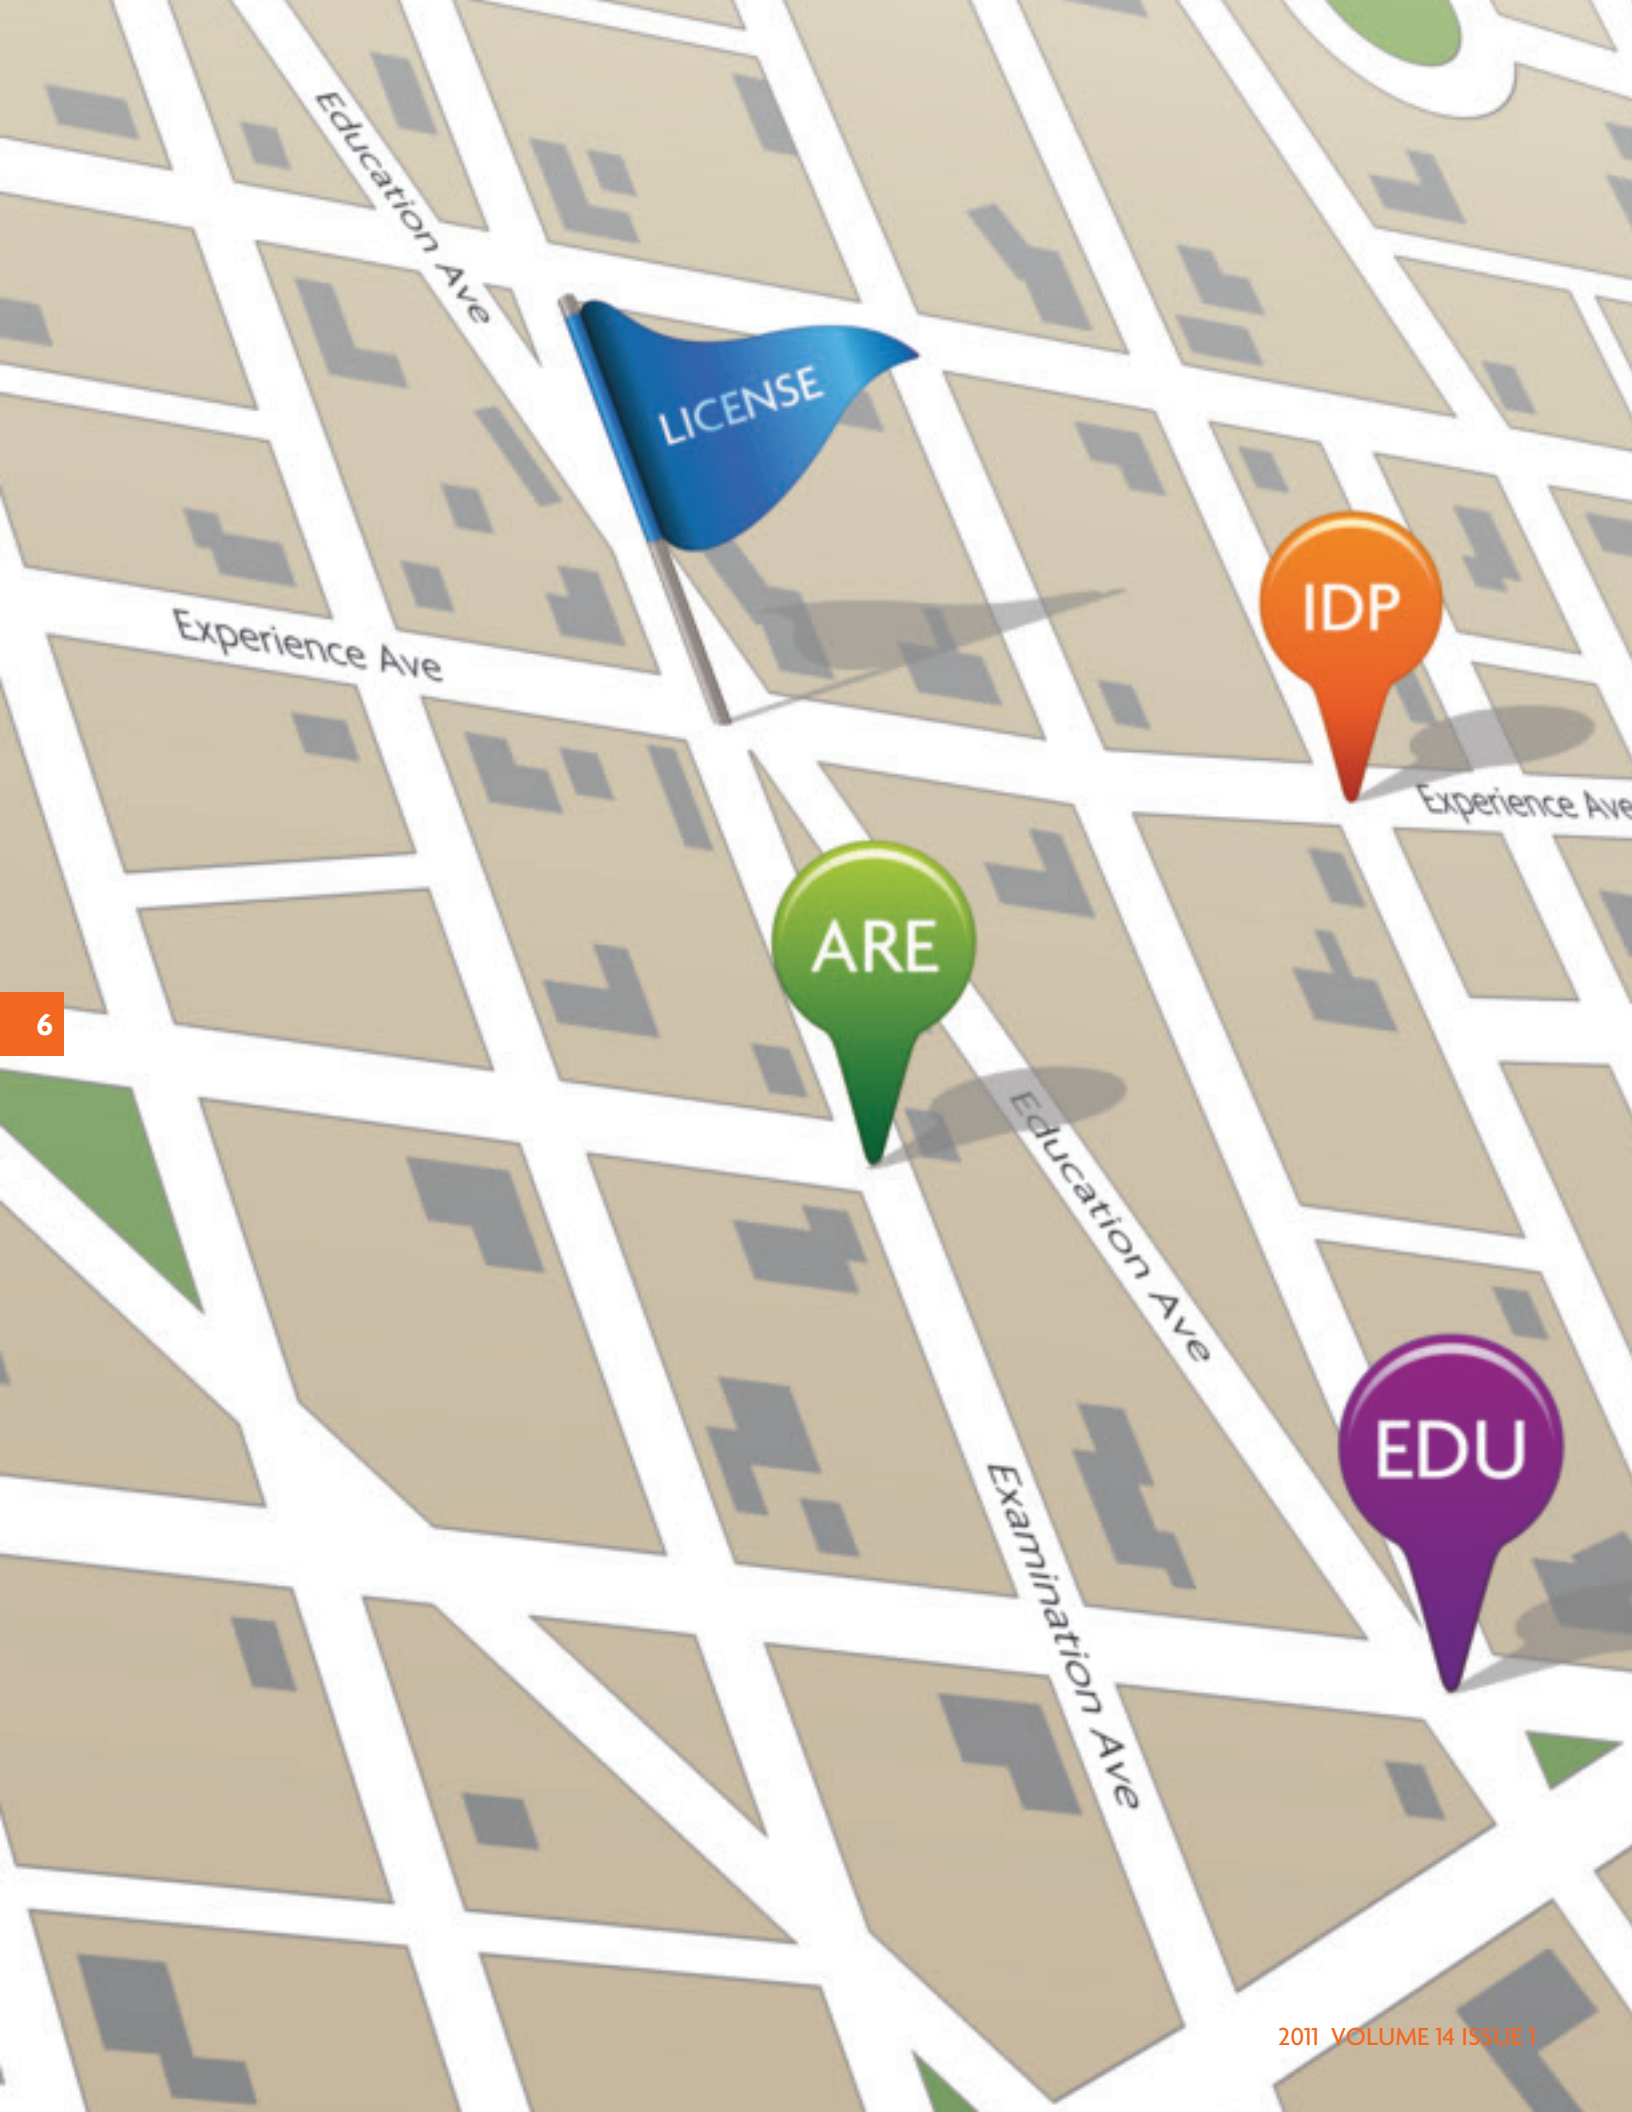 Education Ave
LICENSE
IDP
Experience Ave
Experience Ave
ARE
6
Education Ave
EDU
Examination Ave
2011 VOLUME 14 ISSUE 1